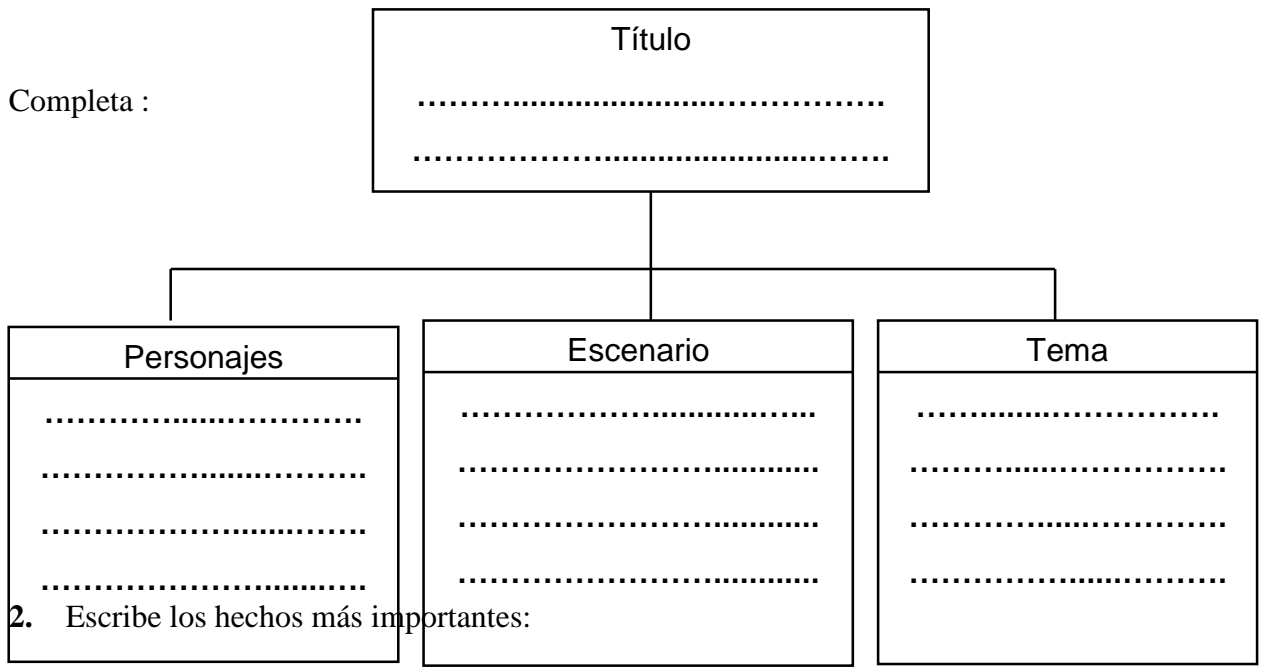 Título
Completa :
………........................…………….
………………........................…….
Personajes
Escenario
Tema
…………......………….
………………............…...
……........…………….
……………......……….
……………………...........
………......…………….
………………......…….
……………………...........
…………......………….
…………………......….
……………………...........
……………......……….
2. Escribe los hechos más importantes: